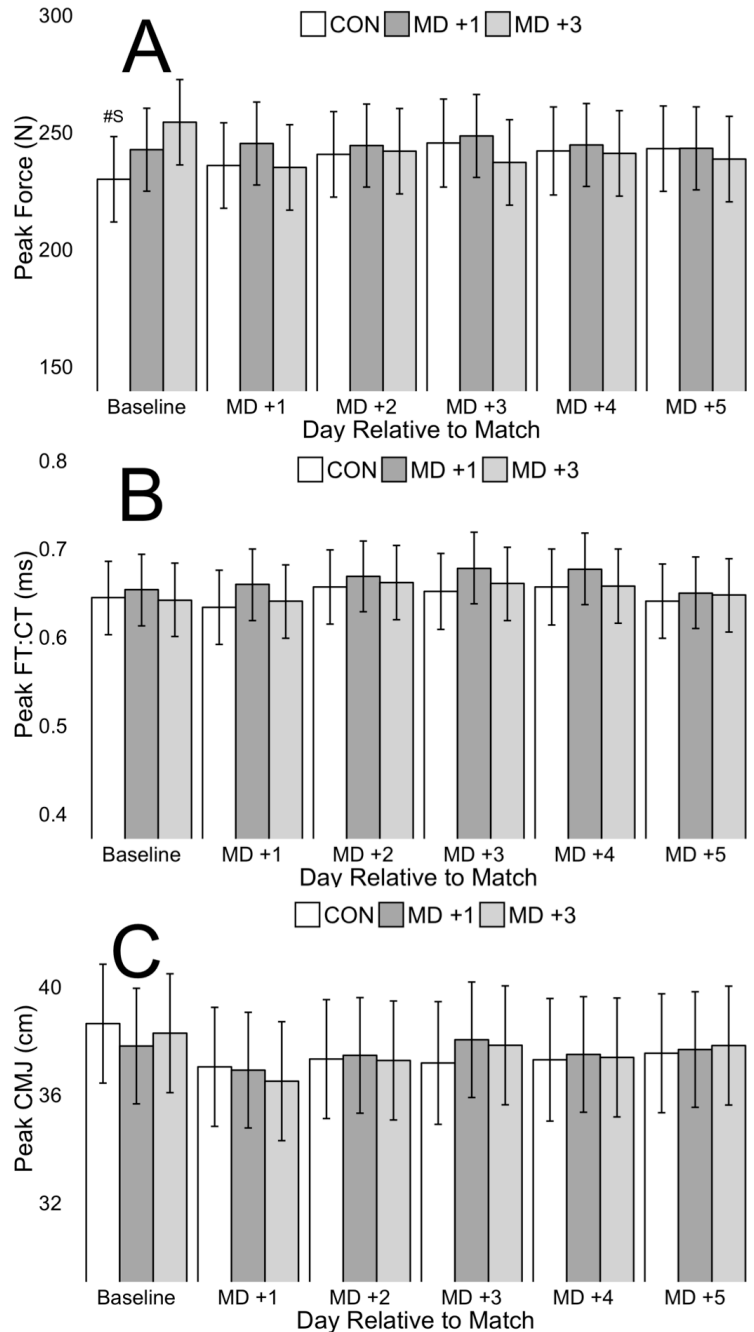 300
CON MD +1 MD +3
A
#S
250
200
150
Peak Force (N)
Baseline MD +1 MD +2 MD +3 MD +4 MD +5
Day Relative to Match
0.8
CON MD +1 MD +3
B
0.7
0.6
0.5
0.4
Peak FT:CT (ms)
Baseline MD +1 MD +2 MD +3 MD +4 MD +5
Day Relative to Match
CON MD +1 MD +3
C
40
36
32
Peak CMJ (cm)
Baseline MD +1 MD +2 MD +3 MD +4 MD +5
Day Relative to Match